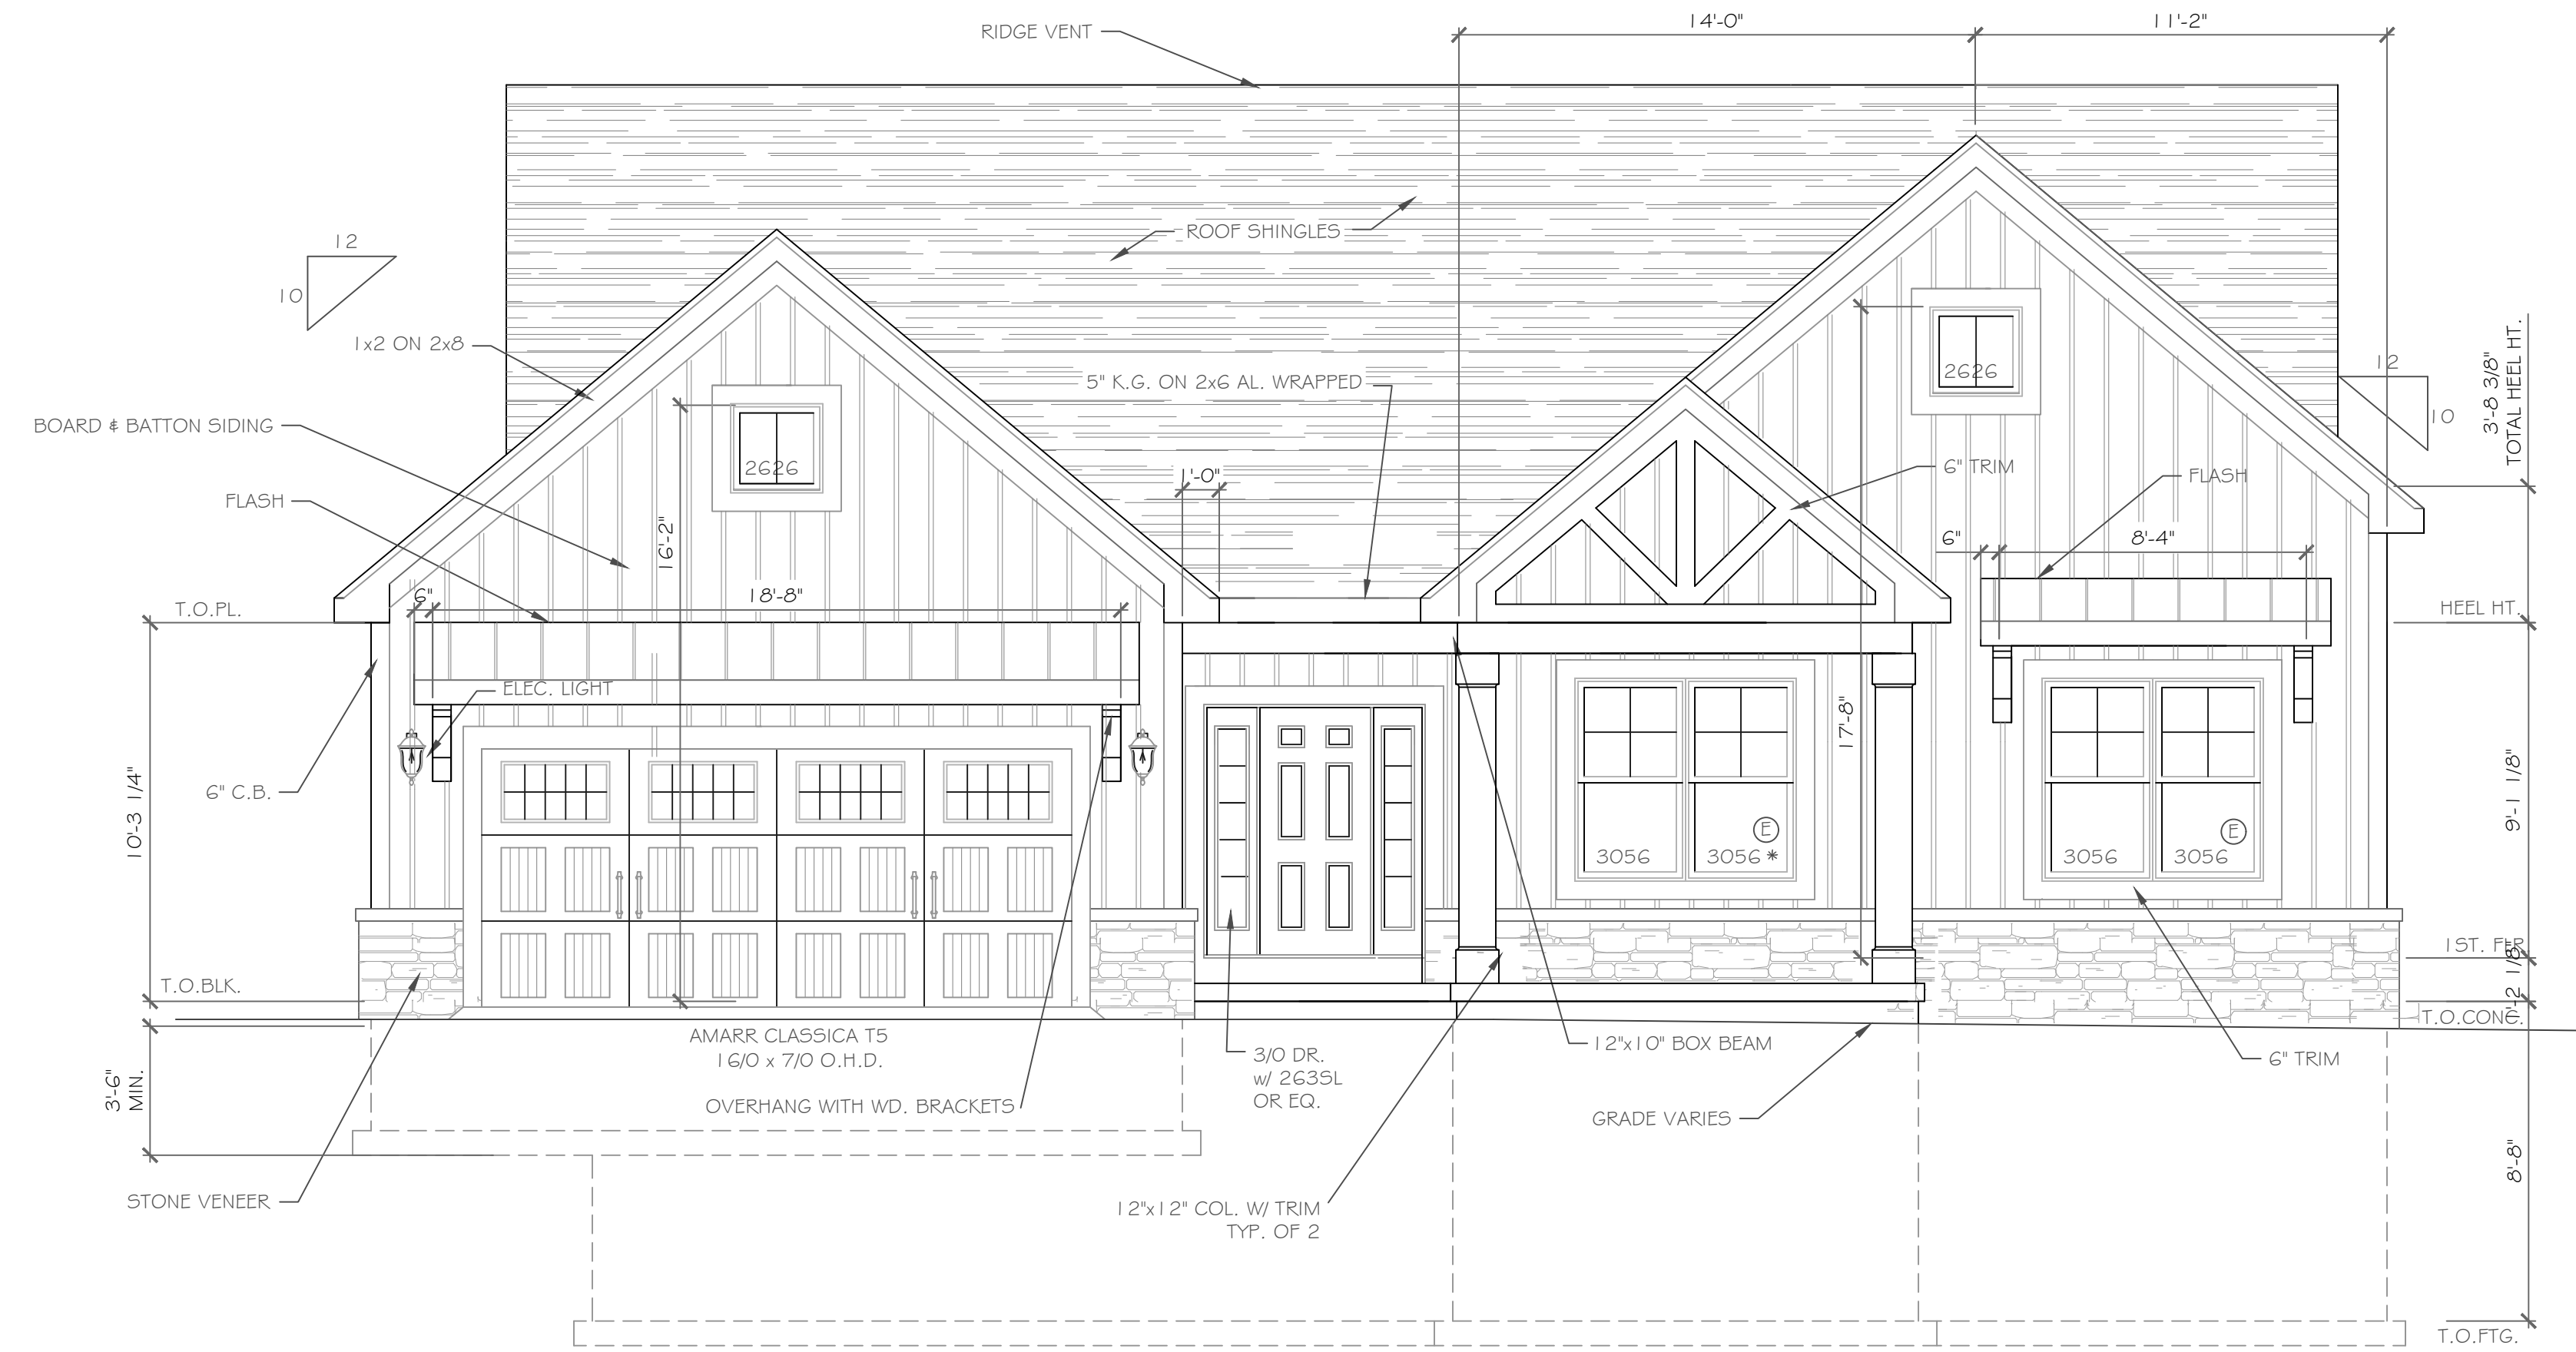 14'-0"
11'-2"
RIDGE VENT
ROOF SHINGLES
12
10
1x2 ON 2x8
BOARD & BATTON SIDING
FLASH
5" K.G. ON 2x6 AL. WRAPPED
2626
2626
12
10
3'-8 3/8"
TOTAL HEEL HT.
6" TRIM
FLASH
1'-0"
16'-2"
6"
8'-4"
6"
18'-8"
T.O.PL.
HEEL HT.
ELEC. LIGHT
17'-8"
6" C.B.
10'-3 1/4"
9'-1 1/8"
E
3056
3056 *
E
3056
3056
1ST. FLR
1'-2 1/8"
T.O.BLK.
T.O.CONC.
AMARR CLASSICA T5
16/0 x 7/0 O.H.D.
3/0 DR.
w/ 263SL
OR EQ.
12"x10" BOX BEAM
6" TRIM
3'-6"
MIN.
OVERHANG WITH WD. BRACKETS
GRADE VARIES
8'-8"
STONE VENEER
12"x12" COL. W/ TRIM
TYP. OF 2
T.O.FTG.